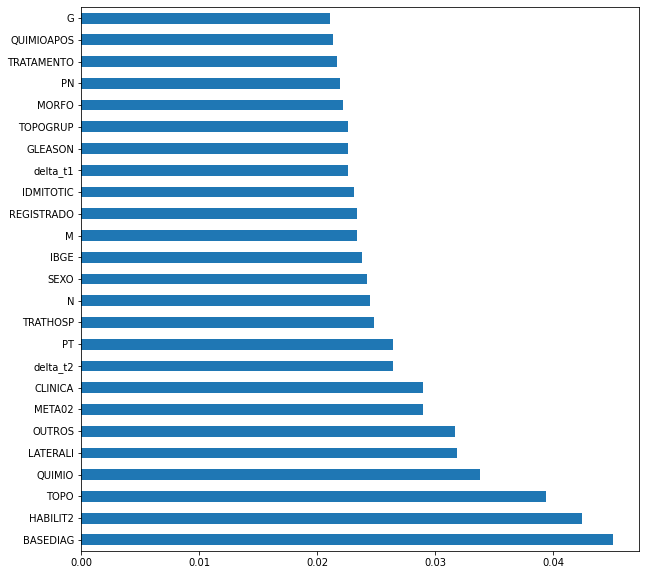 G
QUIMIOAPOS
TRATAMENTO
PN
MORFO
TOPOGRUP
GLEASON
delta_t1
IDMITOTIC
REGISTRADO
M
IBGE
SEXO
N
TRATHOSP
PT
delta_t2
CLINICA
META02
OUTROS
LATERALI
QUIMIO
TOPO
HABILIT2
BASEDIAG
0.00 0.01 0.02 0.03 0.04